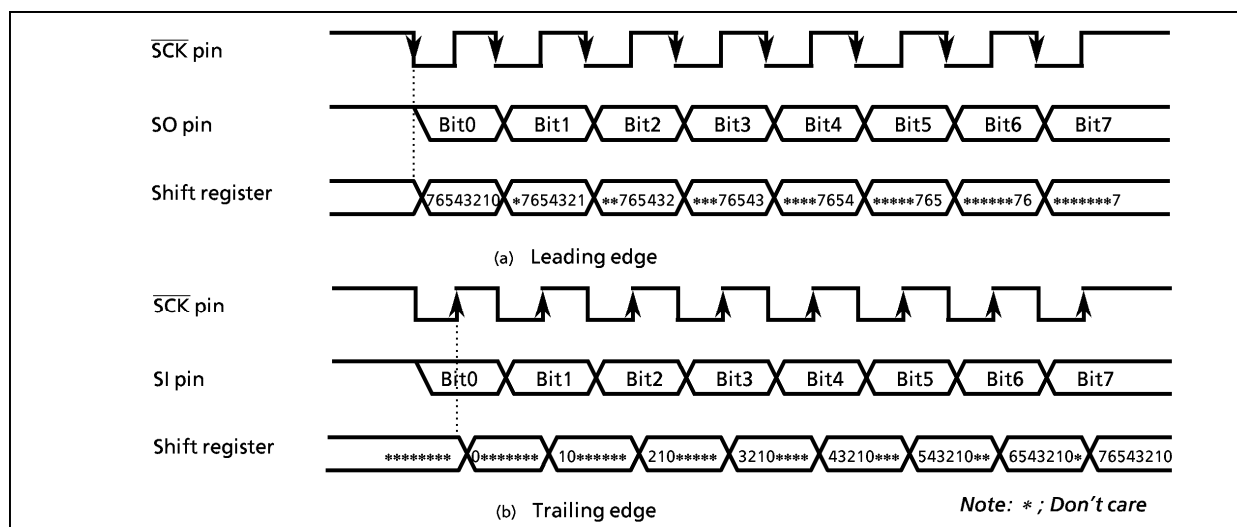 SCK pin
SO pin
Bit0 Bit1 Bit2 Bit3 Bit4 Bit5 Bit6 Bit7
Shift register
76543210 *7654321 **765432 ***76543 ****7654 *****765 ******76 *******7
(a) Leading edge
SCK pin
SI pin
Bit0 Bit1 Bit2 Bit3 Bit4 Bit5 Bit6 Bit7
Shift register
******** 0******* 10****** 210***** 3210**** 43210*** 543210** 6543210* 76543210
(b) Trailing edge
Note: * ; Don't care